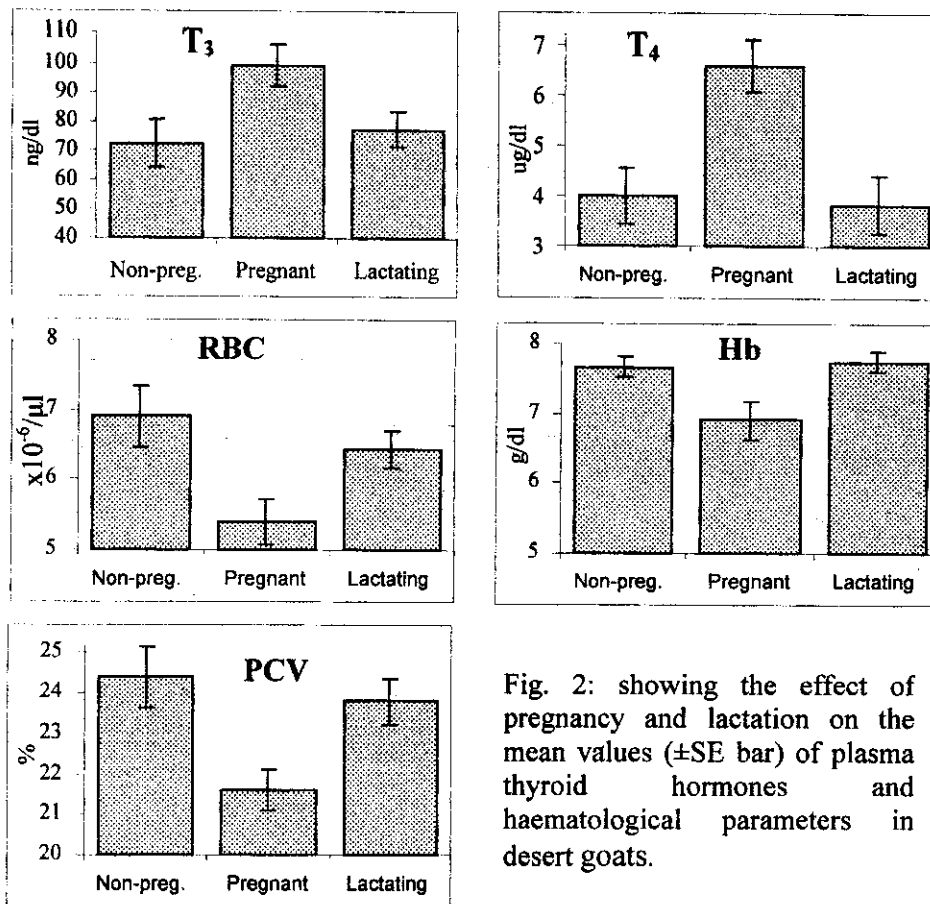 T₃
110
100
90
80
70
60
50
40
ng/dl
Non-preg. Pregnant Lactating
T₄
7
6
5
4
3
ug/dl
Non-preg. Pregnant Lactating
RBC
8
7
6
5
x10⁻⁶/µl
Non-preg. Pregnant Lactating
Hb
8
7
6
5
g/dl
Non-preg. Pregnant Lactating
PCV
25
24
23
22
21
20
%
Non-preg. Pregnant Lactating
Fig. 2: showing the effect of
pregnancy and lactation on the
mean values (±SE bar) of plasma
thyroid hormones and
haematological parameters in
desert goats.